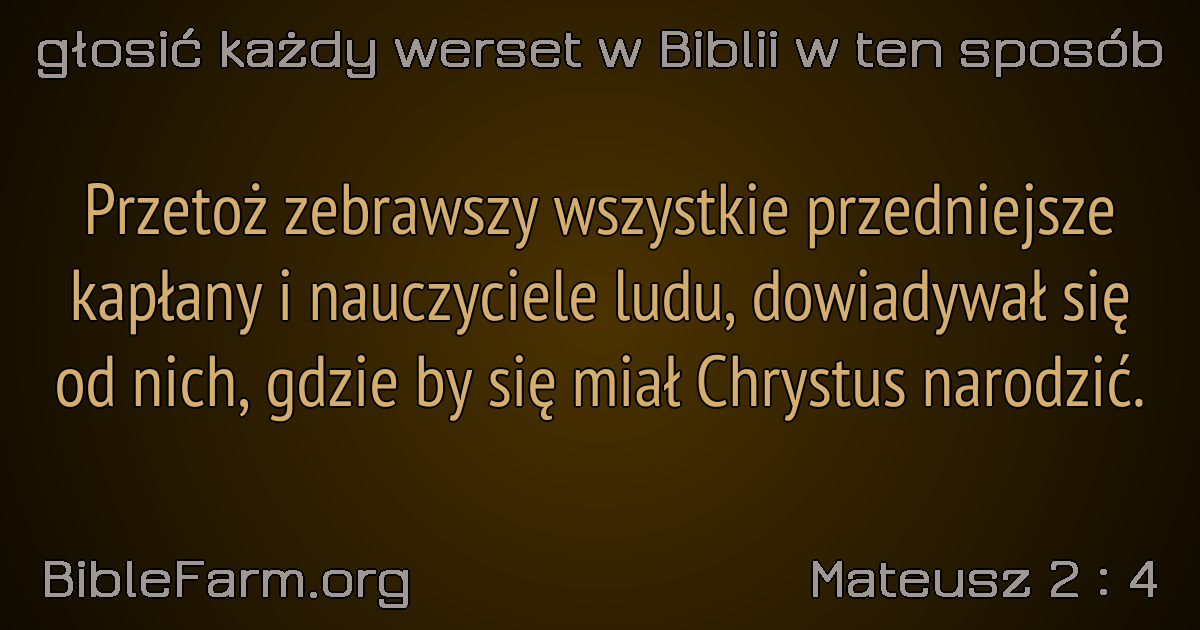 głosić każdy werset w Biblii w ten sposób
Przetoż zebrawszy wszystkie przedniejsze
kapłany i nauczyciele ludu, dowiadywał się
od nich, gdzie by się miał Chrystus narodzić.
BibleFarm.org
Mateusz 2 : 4